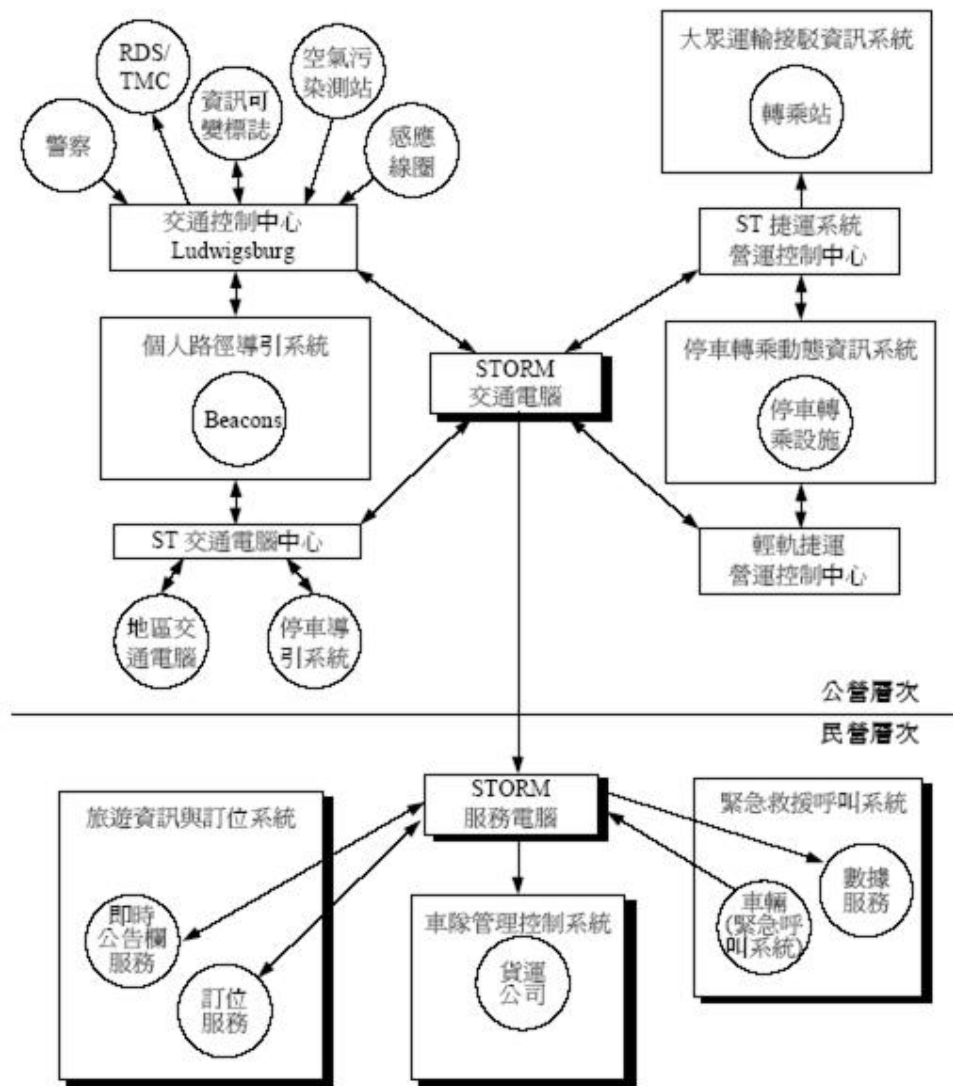 RDS/
TMC
空氣污
染測站
資訊可
變標誌
警察
感應
線圈
交通控制中心
Ludwigsburg
個人路徑導引系統
Beacons
ST 交通電腦中心
地區交
通電腦
停車導
引系統
STORM
交通電腦
大眾運輸接駁資訊系統
轉乘站
ST 捷運系統
營運控制中心
停車轉乘動態資訊系統
停車轉
乘設施
輕軌捷運
營運控制中心
公營層次
民營層次
STORM
服務電腦
旅遊資訊與訂位系統
即時
公告欄
服務
訂位
服務
車隊管理控制系統
貨運
公司
緊急救援呼叫系統
數據
服務
車輛
(緊急呼
叫系統)